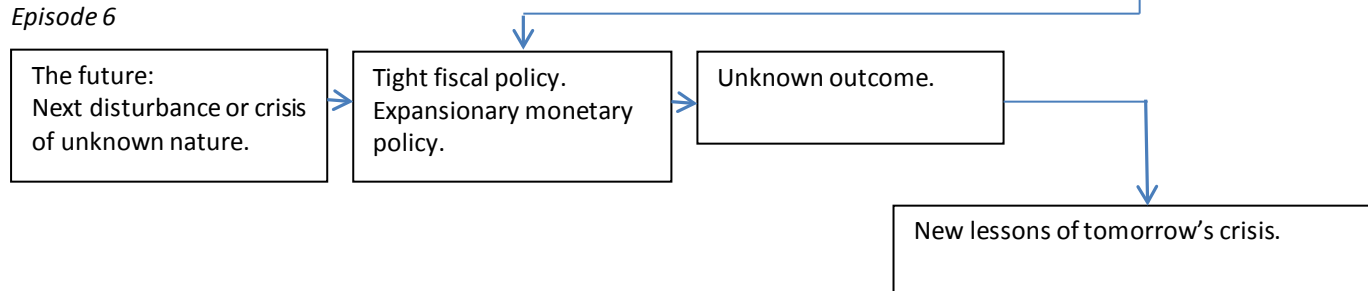 Episode 6
The future:
Next disturbance or crisis
of unknown nature.
Tight fiscal policy.
Expansionary monetary
policy.
Unknown outcome.
New lessons of tomorrow’s crisis.